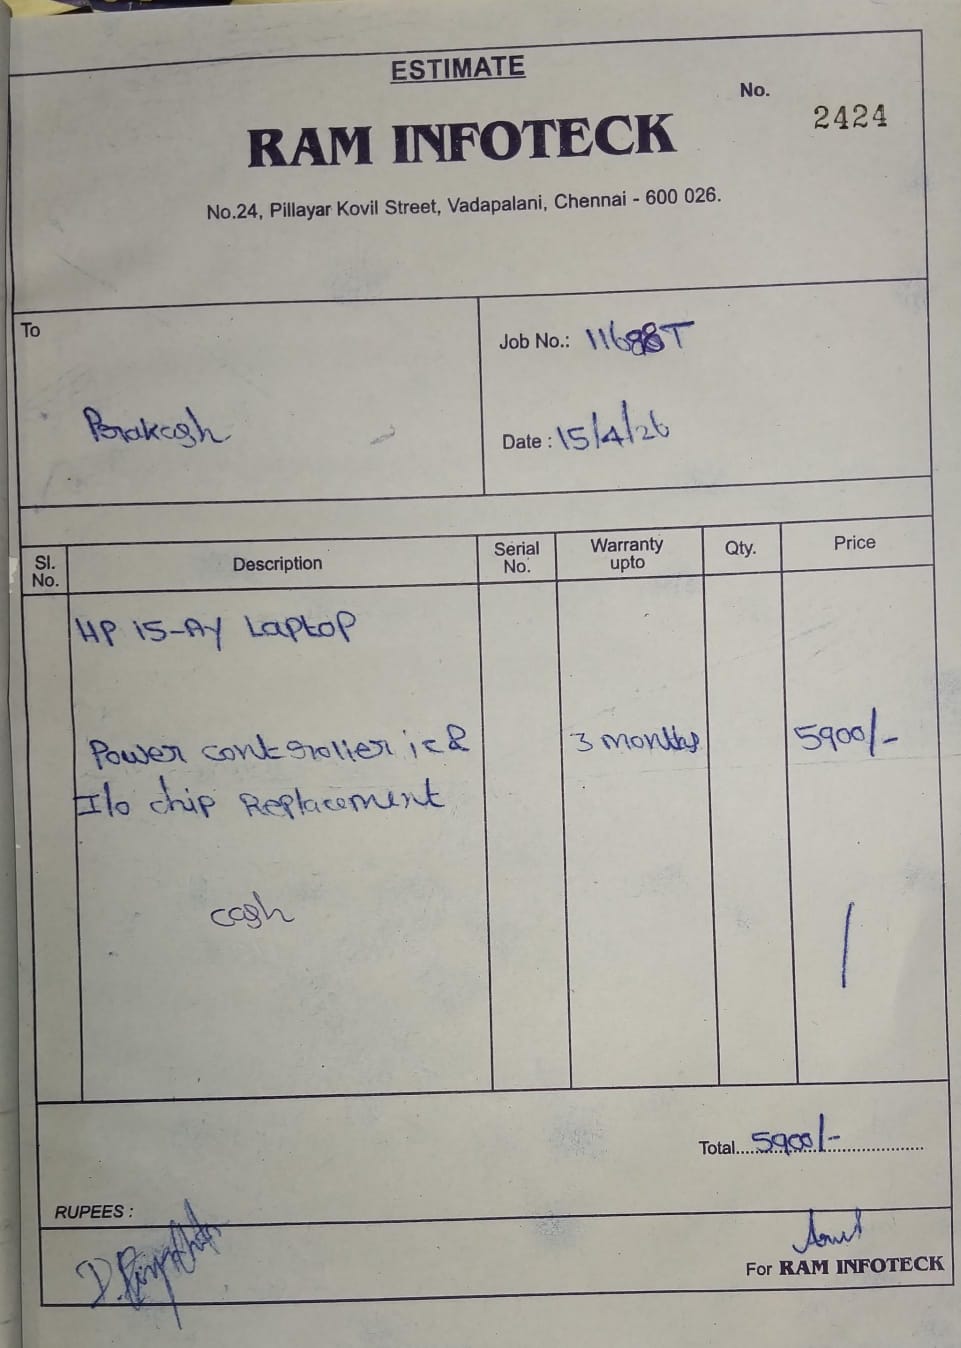 ESTIMATE
No.
2424
RAM INFOTECK
No.24, Pillayar Kovil Street, Vadapalani, Chennai - 600 026.
To
Prakash
Job No.: 11688T
Date : 15/4/26
Sl. No. Description Serial No. Warranty upto Qty. Price
HP 15-AY Laptop
Power controller ic & 3 months 5900/-
I/o chip Replacement
cash
Total 5900/-
RUPEES :
For RAM INFOTECK